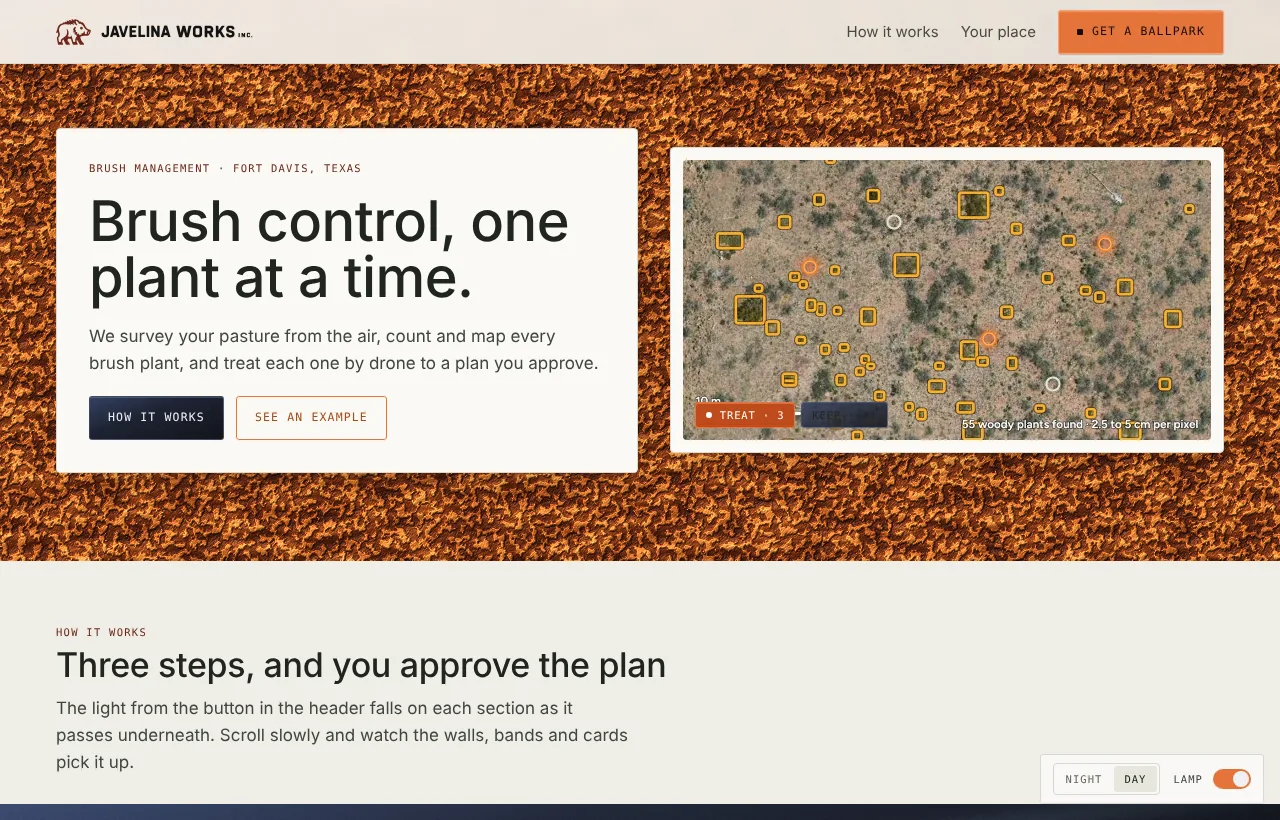 JAVELINA WORKS INC.
How it works
Your place
GET A BALLPARK
BRUSH MANAGEMENT · FORT DAVIS, TEXAS
Brush control, one
plant at a time.
We survey your pasture from the air, count and map every
brush plant, and treat each one by drone to a plan you approve.
HOW IT WORKS
SEE AN EXAMPLE
10 m
TREAT · 3
KEEP
55 woody plants found · 2.5 to 5 cm per pixel
HOW IT WORKS
Three steps, and you approve the plan
The light from the button in the header falls on each section as it
passes underneath. Scroll slowly and watch the walls, bands and cards
pick it up.
NIGHT
DAY
LAMP